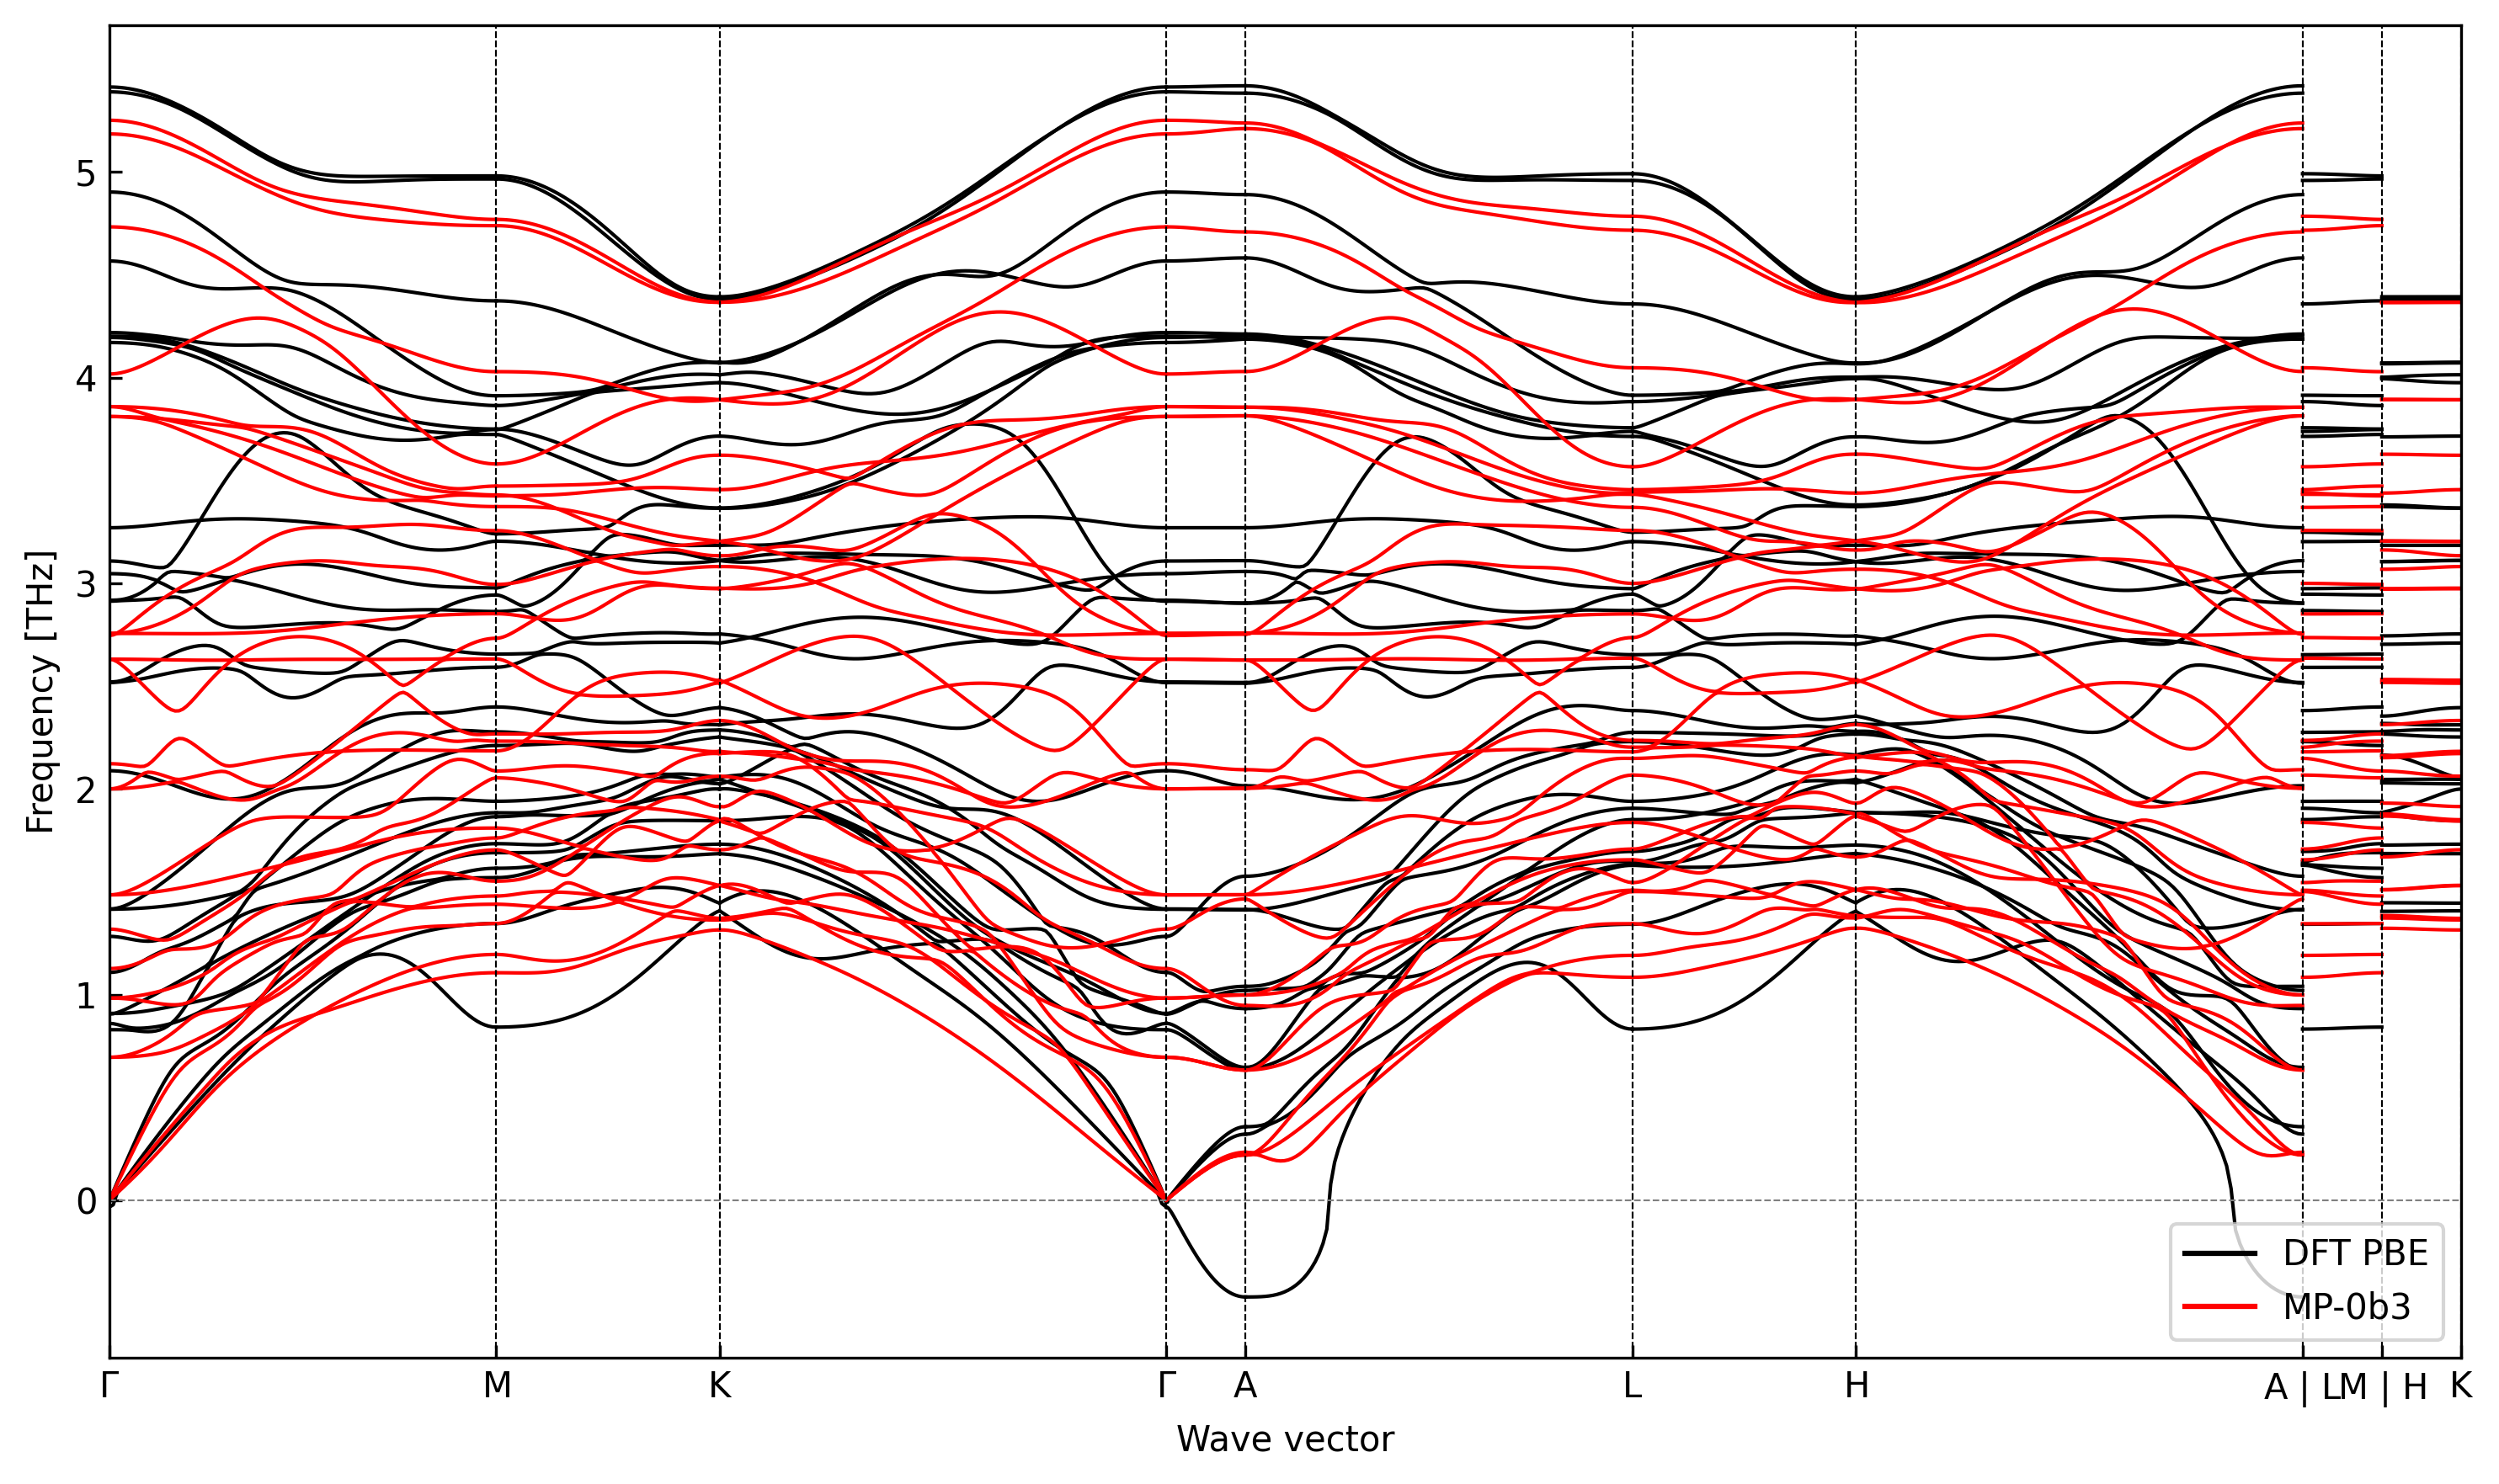 Frequency [THz]
5
4
3
2
1
0
DFT PBE
MP-0b3
Γ M K Γ A L H A | LM | H K
Wave vector